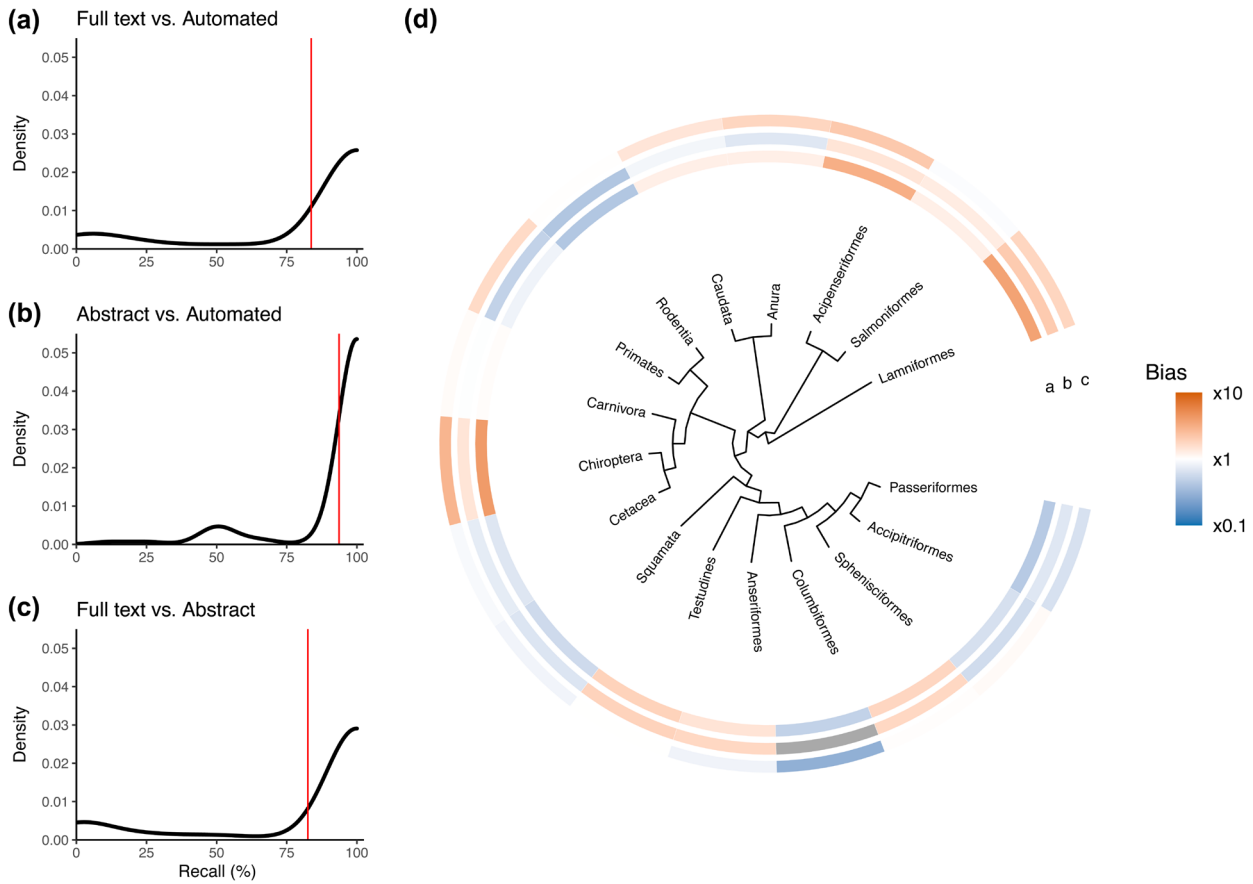 (a)
Full text vs. Automated
Density
0.05
0.04
0.03
0.02
0.01
0.00
0
25
50
75
100
(b)
Abstract vs. Automated
Density
0.05
0.04
0.03
0.02
0.01
0.00
0
25
50
75
100
(c)
Full text vs. Abstract
Density
0.05
0.04
0.03
0.02
0.01
0.00
0
25
50
75
100
Recall (%)
(d)
Caudata
Anura
Acipenseriformes
Salmoniformes
Lamniformes
Rodentia
Primates
Carnivora
Chiroptera
Cetacea
Squamata
Testudines
Anseriformes
Columbiformes
Sphenisciformes
Accipitriformes
Passeriformes
a b c
Bias
x10
x1
x0.1